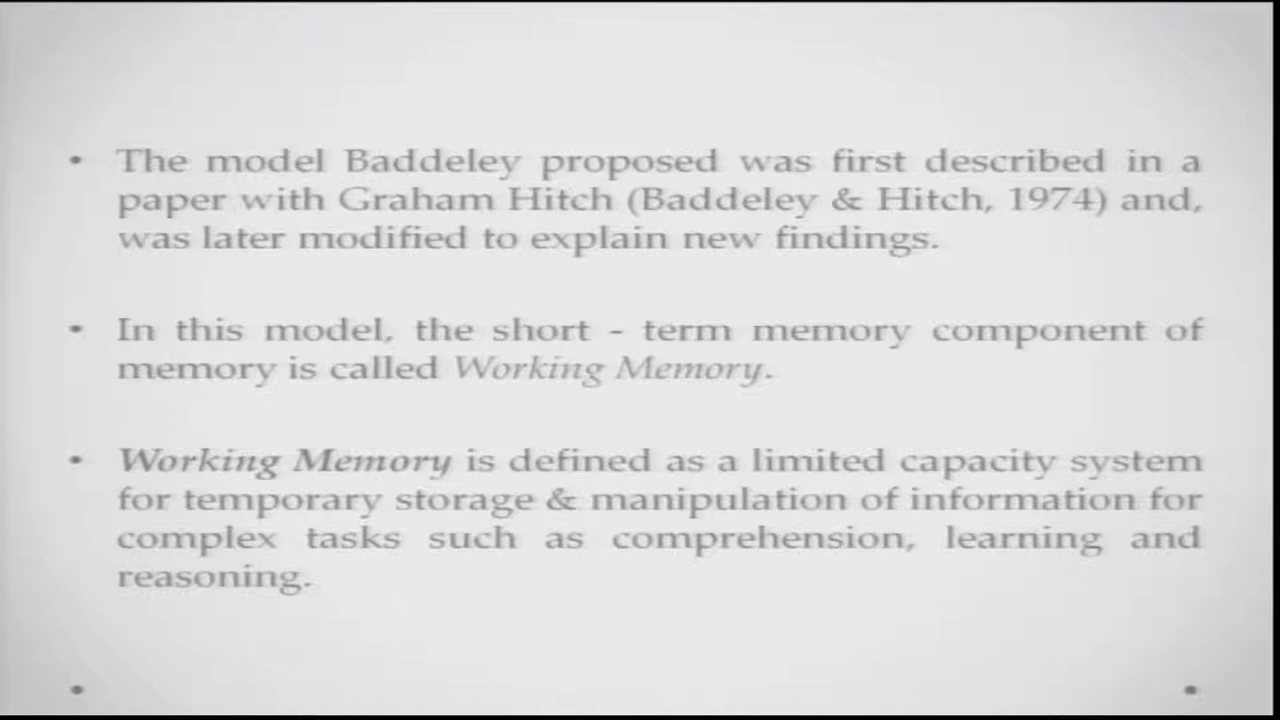 • The model Baddeley proposed was first described in a
paper with Graham Hitch (Baddeley & Hitch, 1974) and,
was later modified to explain new findings.
• In this model, the short - term memory component of
memory is called Working Memory.
• Working Memory is defined as a limited capacity system
for temporary storage & manipulation of information for
complex tasks such as comprehension, learning and
reasoning.